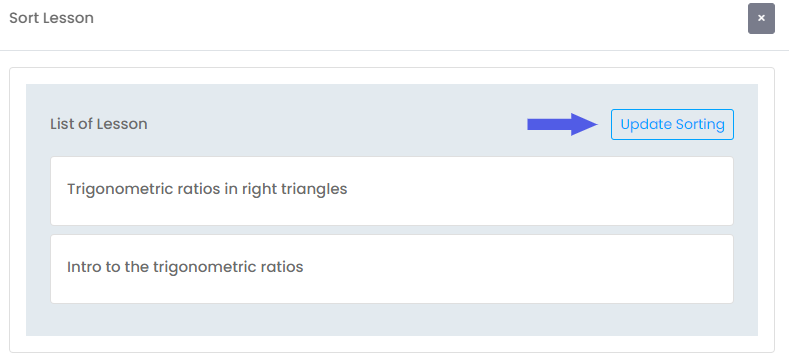 Sort Lesson
×
List of Lesson
Update Sorting
Trigonometric ratios in right triangles
Intro to the trigonometric ratios